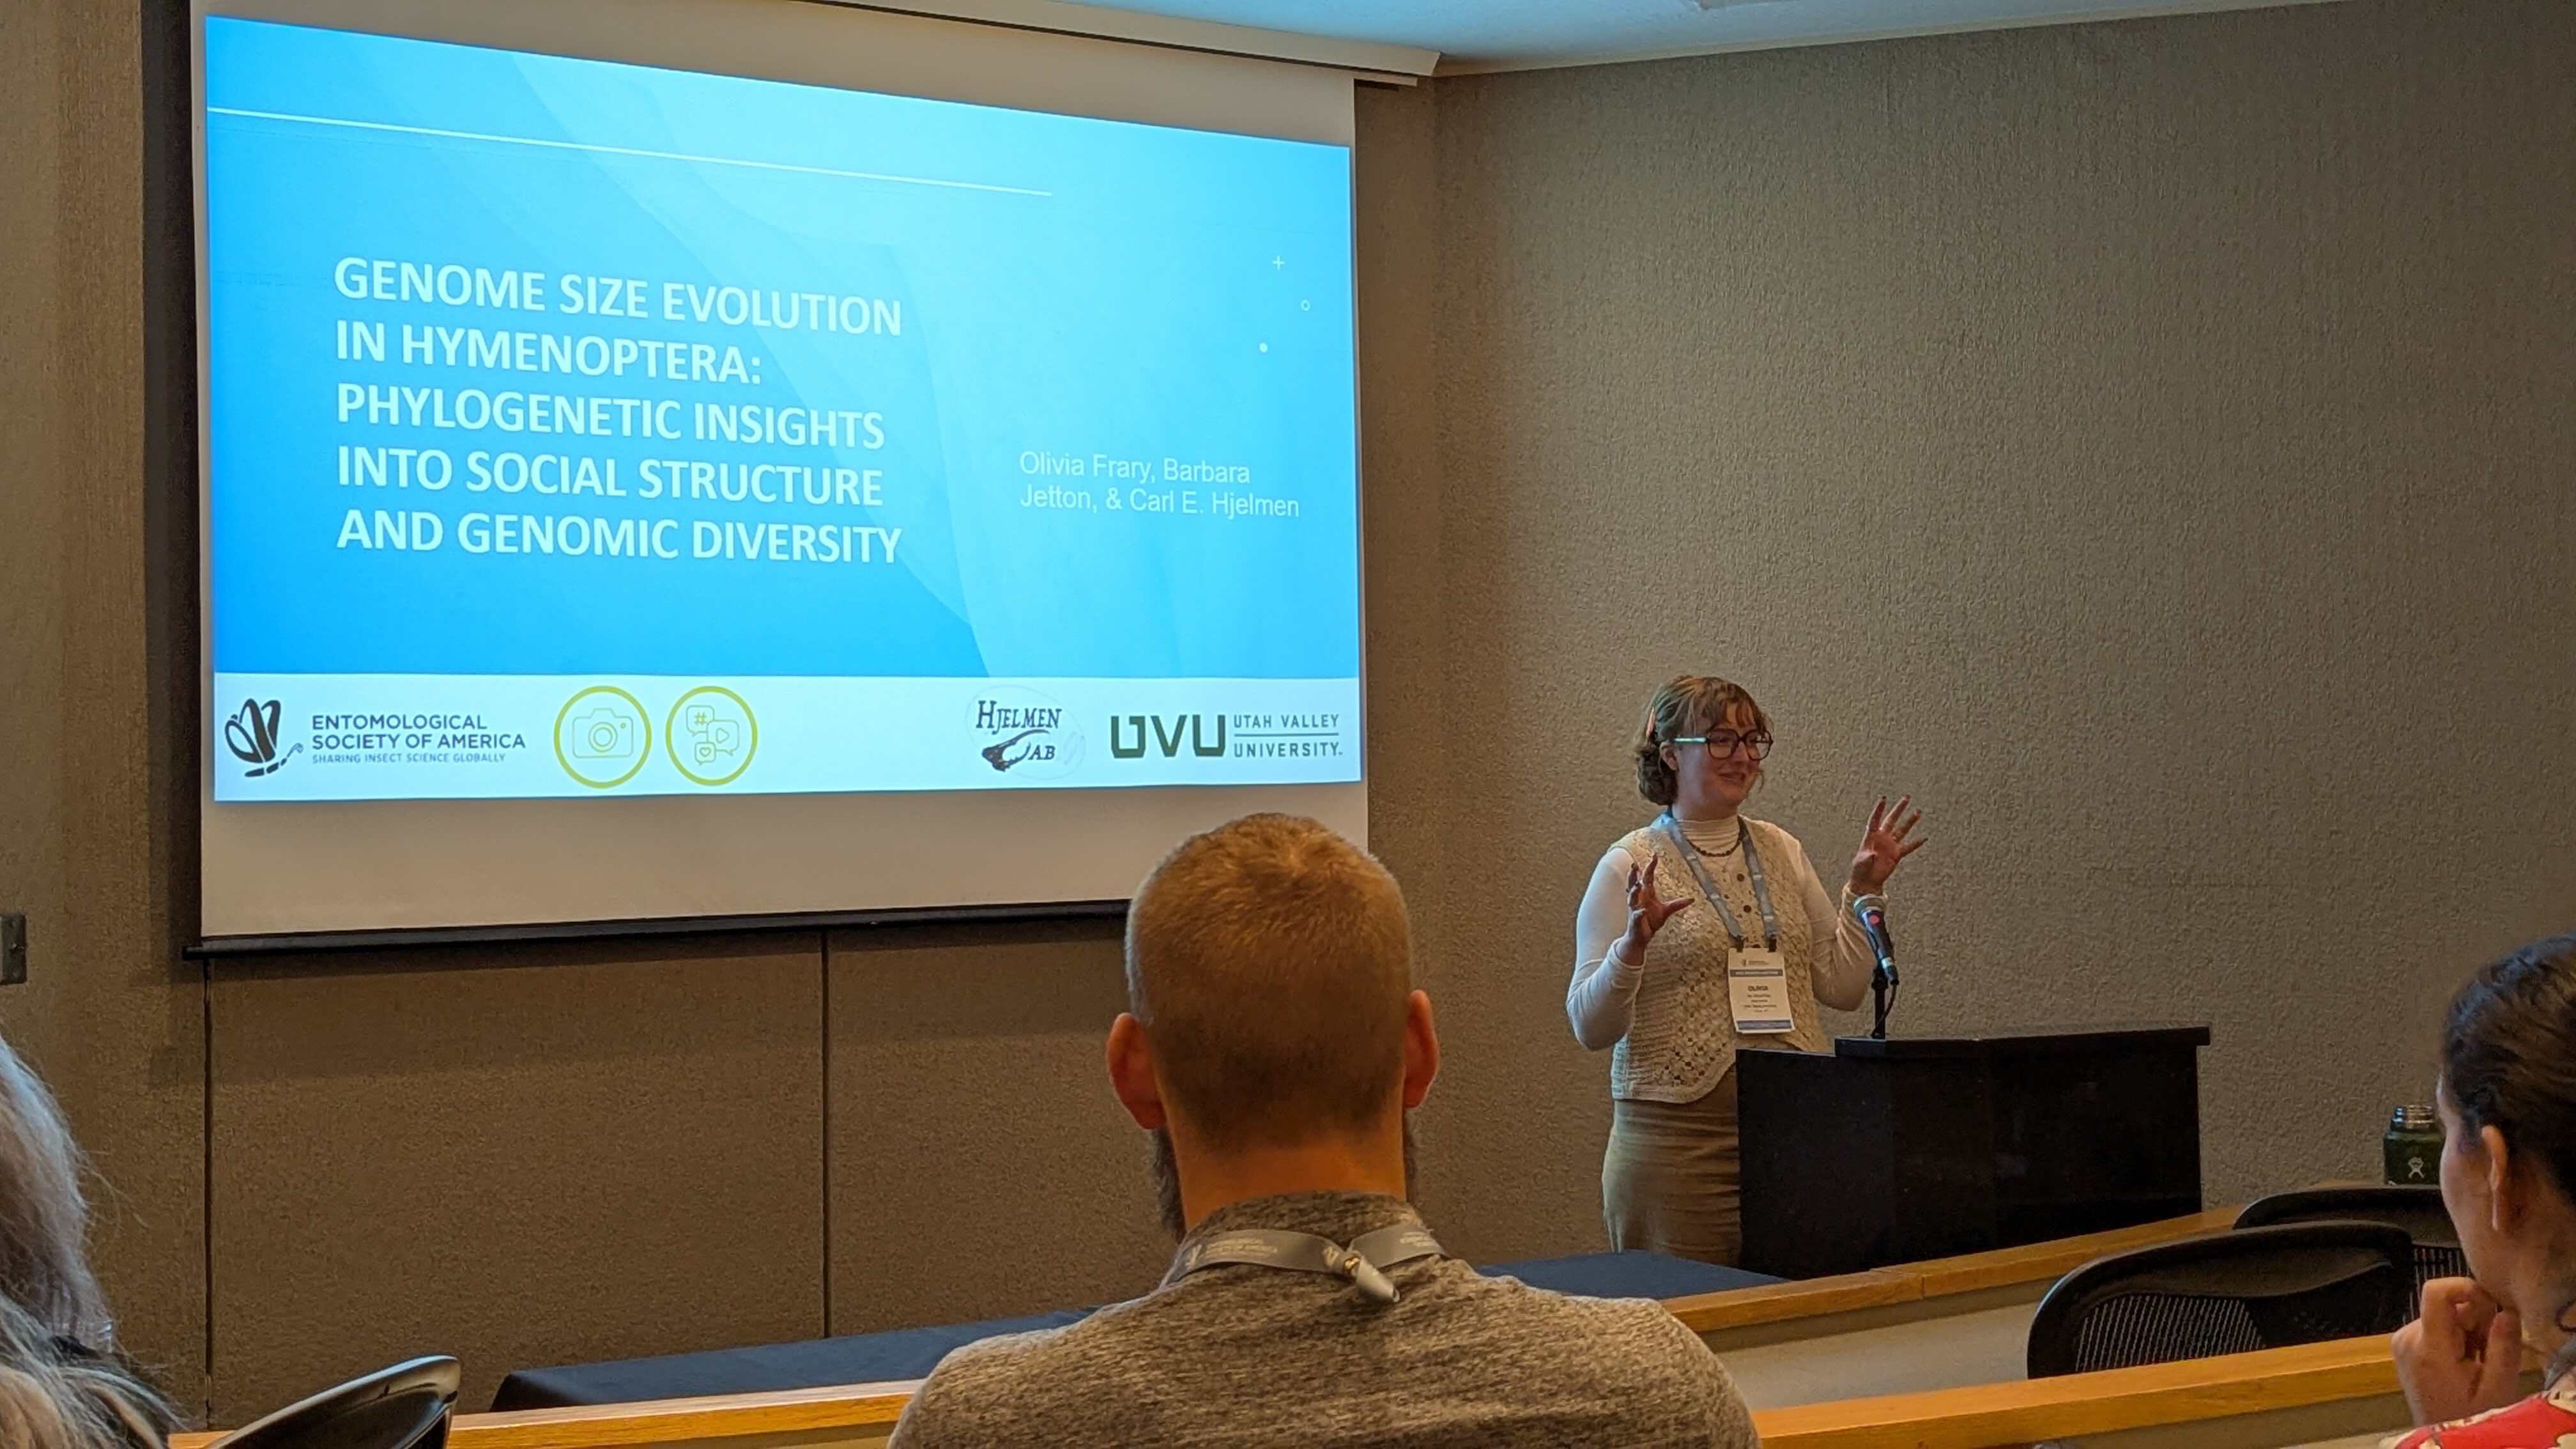 GENOME SIZE EVOLUTION
IN HYMENOPTERA:
PHYLOGENETIC INSIGHTS
INTO SOCIAL STRUCTURE
AND GENOMIC DIVERSITY
Olivia Frary, Barbara
Jetton, & Carl E. Hjelmen
ENTOMOLOGICAL
SOCIETY OF AMERICA
SHARING INSECT SCIENCE GLOBALLY
#
HJELMEN
LAB
UVU
UTAH VALLEY
UNIVERSITY
OLIVIA